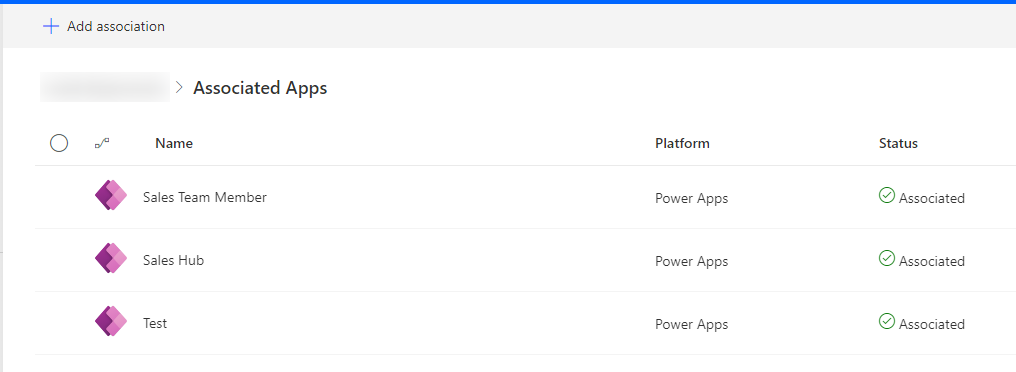 Add association
Associated Apps
Name Platform Status
Sales Team Member Power Apps Associated
Sales Hub Power Apps Associated
Test Power Apps Associated